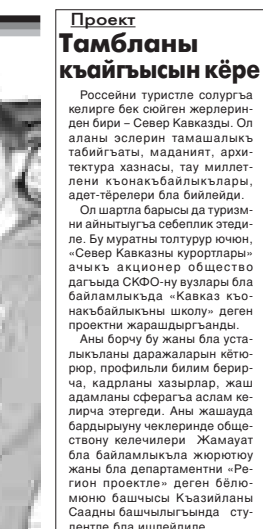 Проект
Тамбланы
къайгъысын кёре
Россейни туристле солургъа
келирге бек сюйген жерлерин-
ден бири – Север Кавказды. Ол
аланы эслерин тамашалыкъ
табийгъаты, маданият, архи-
тектура хазнасы, тау миллет-
лени къонакъбайлыкълары,
адет-тёрелери бла бийлейди.
Ол шартла барысы да туризм-
ни айнытыугъа себеплик этеди-
ле. Бу муратны толтурур ючюн,
«Север Кавказны курортлары»
ачыкъ акционер общество
дагъыда СКФО-ну вузлары бла
байламлыкъда «Кавказ къо-
накъбайлыкъны школу» деген
проектни жарашдыргъанды.
Аны борчу бу жаны бла уста-
лыкъланы даражаларын кётю-
рюр, профильли билим берир-
ча, кадрланы хазырлар, жаш
адамланы сферагъа аслам ке-
лирча этергеди. Аны жашауда
бардырыуну чеклеринде обще-
ствону келечилери Жамауат
бла байламлыкъда жюрютюу
жаны бла департаментни «Ре-
гион проектле» деген бёлю-
мюню башчысы Къазийланы
Саадны башчылыгъында сту-
дентле бла ишлейдиле.